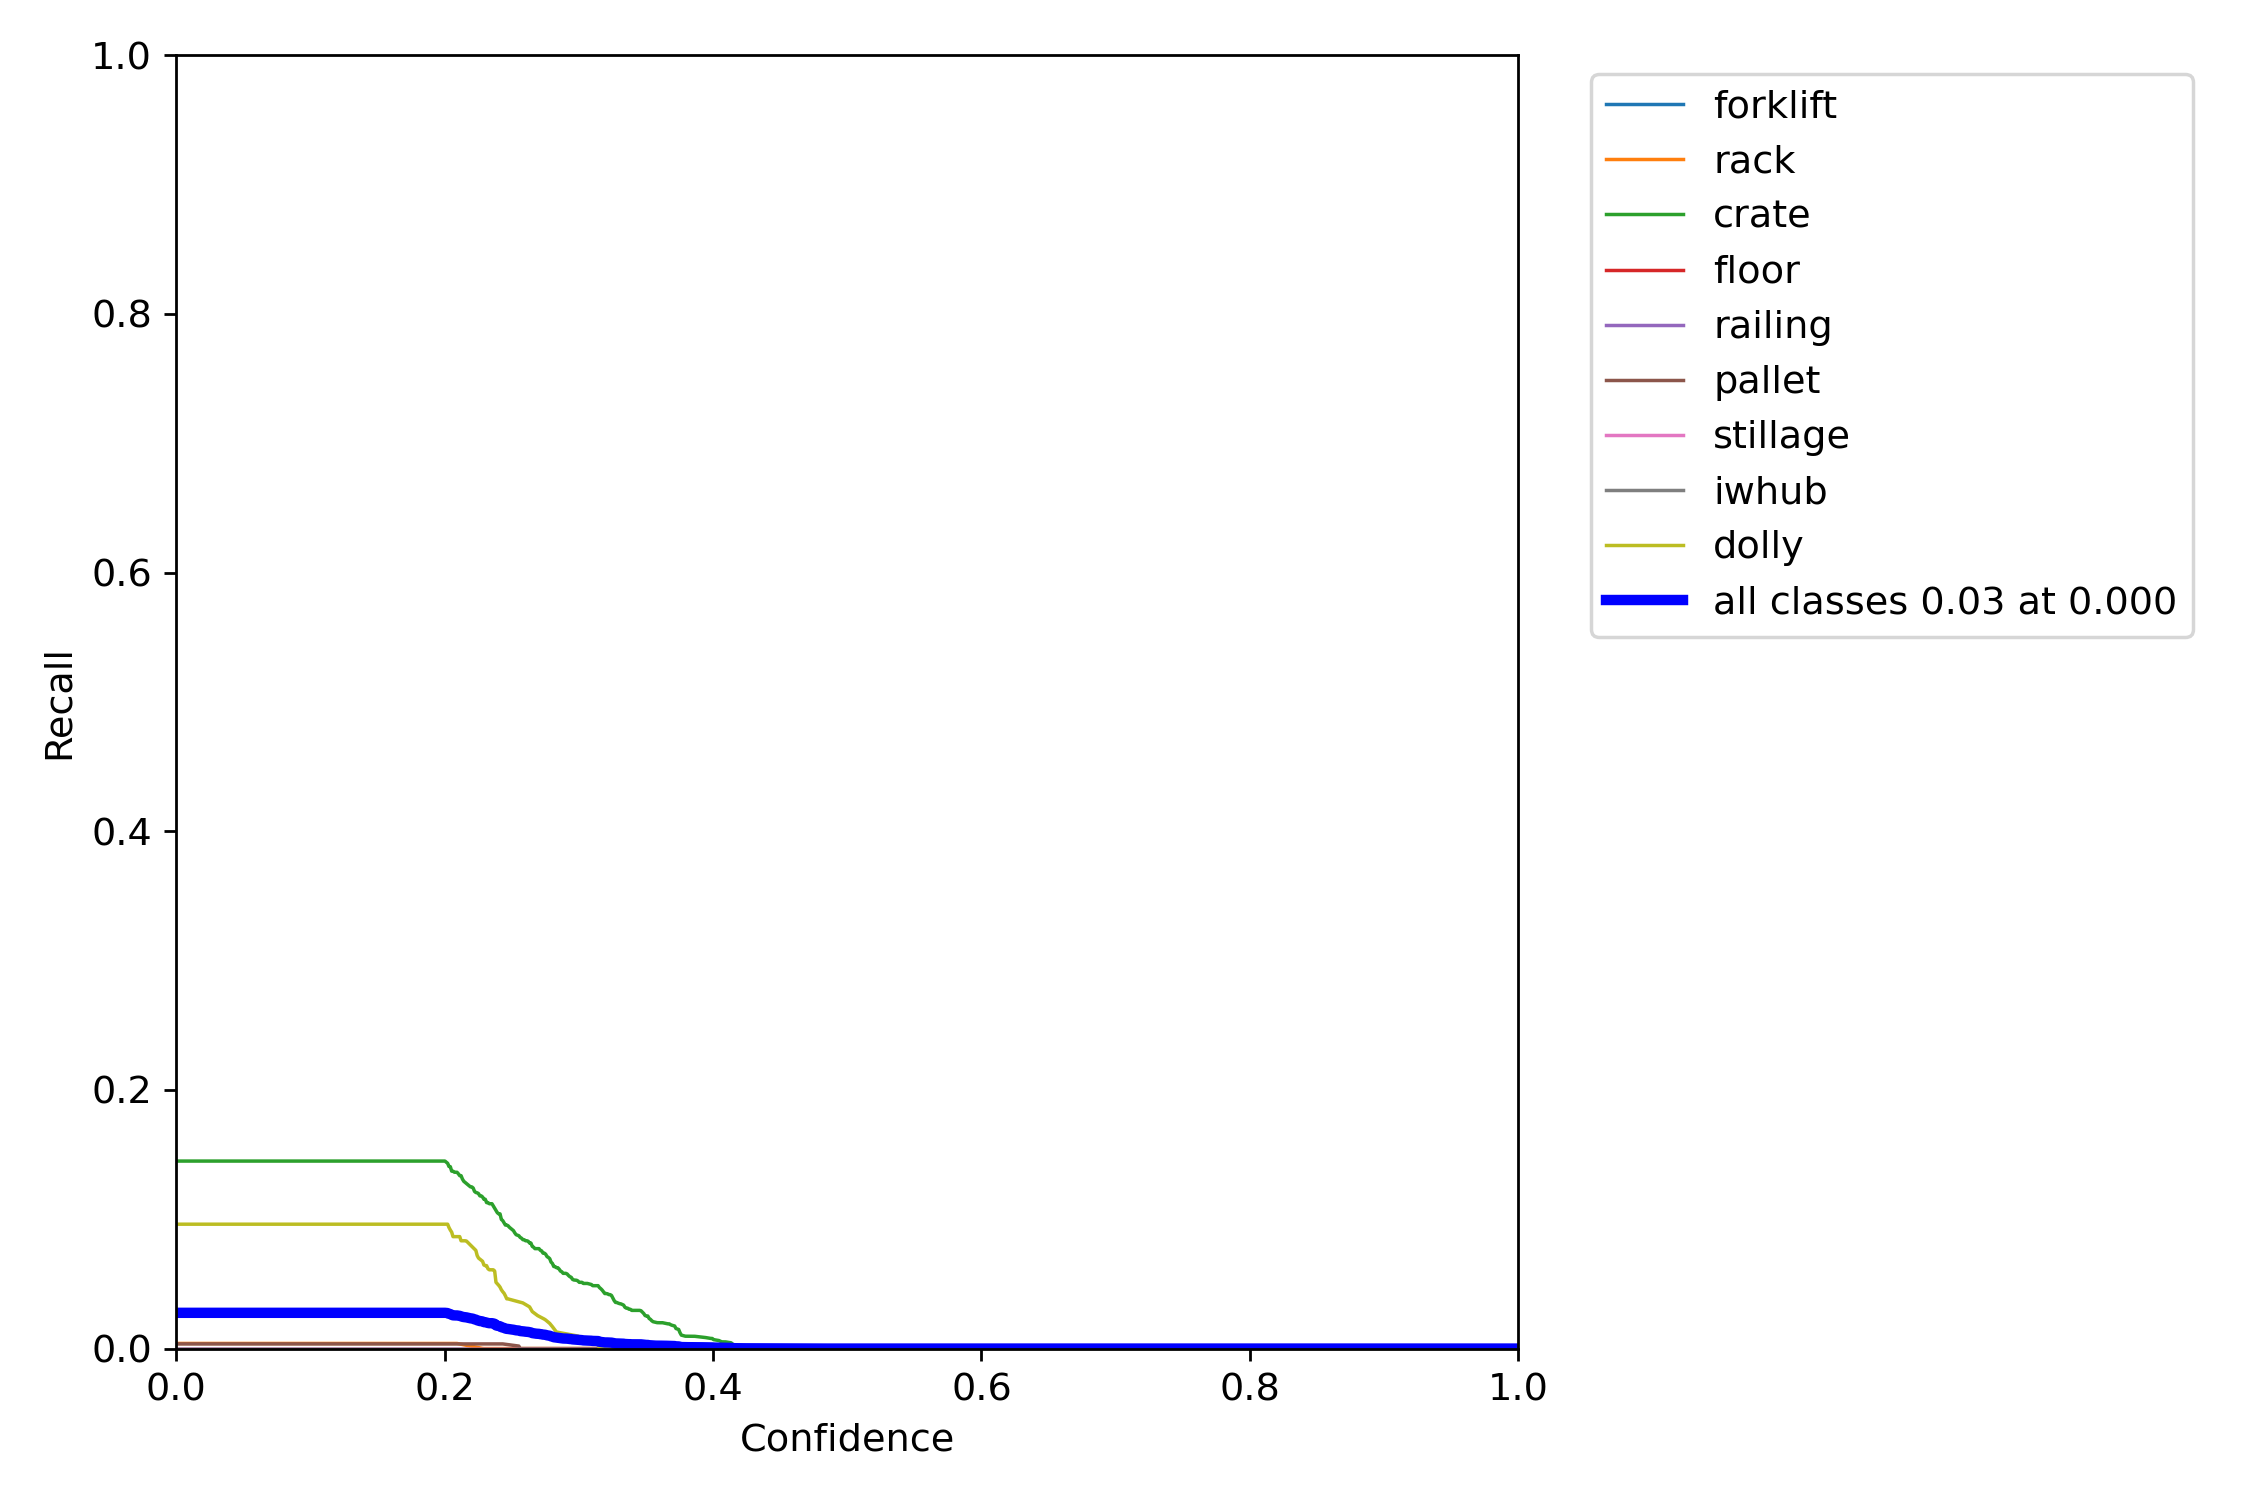 1.0
0.8
0.6
0.4
0.2
0.0
Recall
0.0 0.2 0.4 0.6 0.8 1.0
Confidence
forklift
rack
crate
floor
railing
pallet
stillage
iwhub
dolly
all classes 0.03 at 0.000